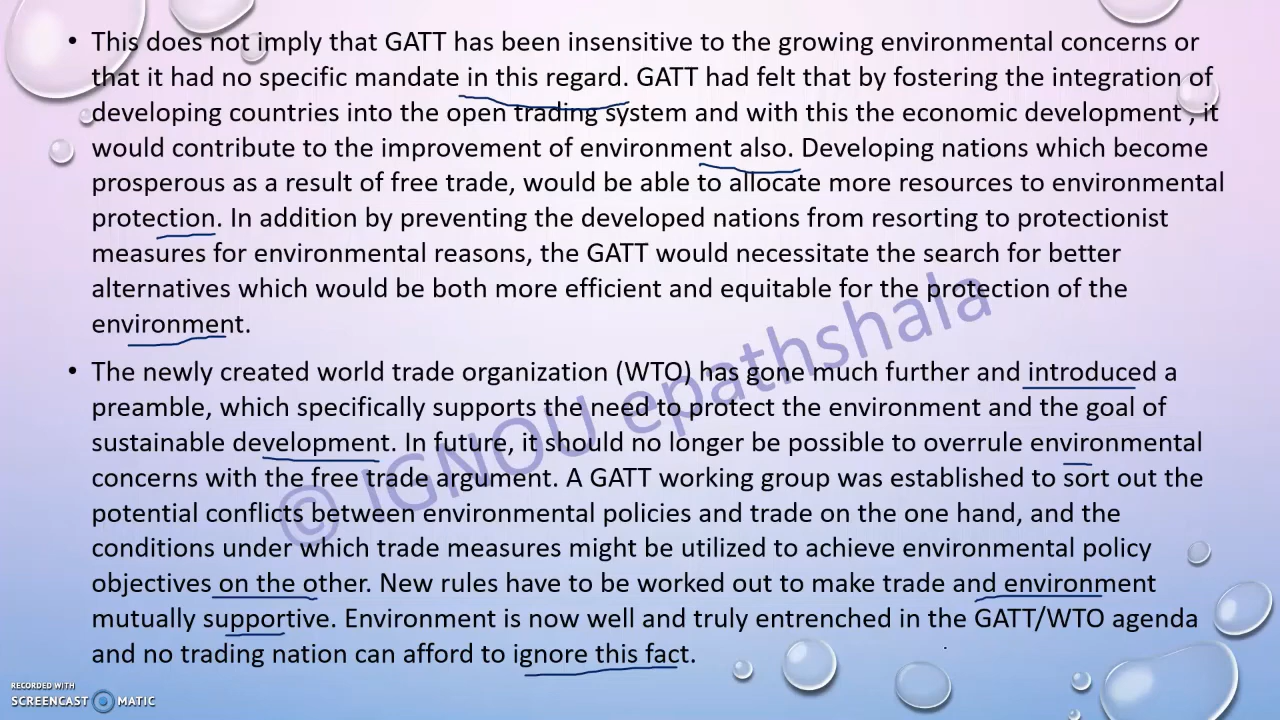 • This does not imply that GATT has been insensitive to the growing environmental concerns or
that it had no specific mandate in this regard. GATT had felt that by fostering the integration of
developing countries into the open trading system and with this the economic development , it
would contribute to the improvement of environment also. Developing nations which become
prosperous as a result of free trade, would be able to allocate more resources to environmental
protection. In addition by preventing the developed nations from resorting to protectionist
measures for environmental reasons, the GATT would necessitate the search for better
alternatives which would be both more efficient and equitable for the protection of the
environment.
• The newly created world trade organization (WTO) has gone much further and introduced a
preamble, which specifically supports the need to protect the environment and the goal of
sustainable development. In future, it should no longer be possible to overrule environmental
concerns with the free trade argument. A GATT working group was established to sort out the
potential conflicts between environmental policies and trade on the one hand, and the
conditions under which trade measures might be utilized to achieve environmental policy
objectives on the other. New rules have to be worked out to make trade and environment
mutually supportive. Environment is now well and truly entrenched in the GATT/WTO agenda
and no trading nation can afford to ignore this fact.
© IGNOU epathshala
RECORDED WITH
SCREENCAST MATIC